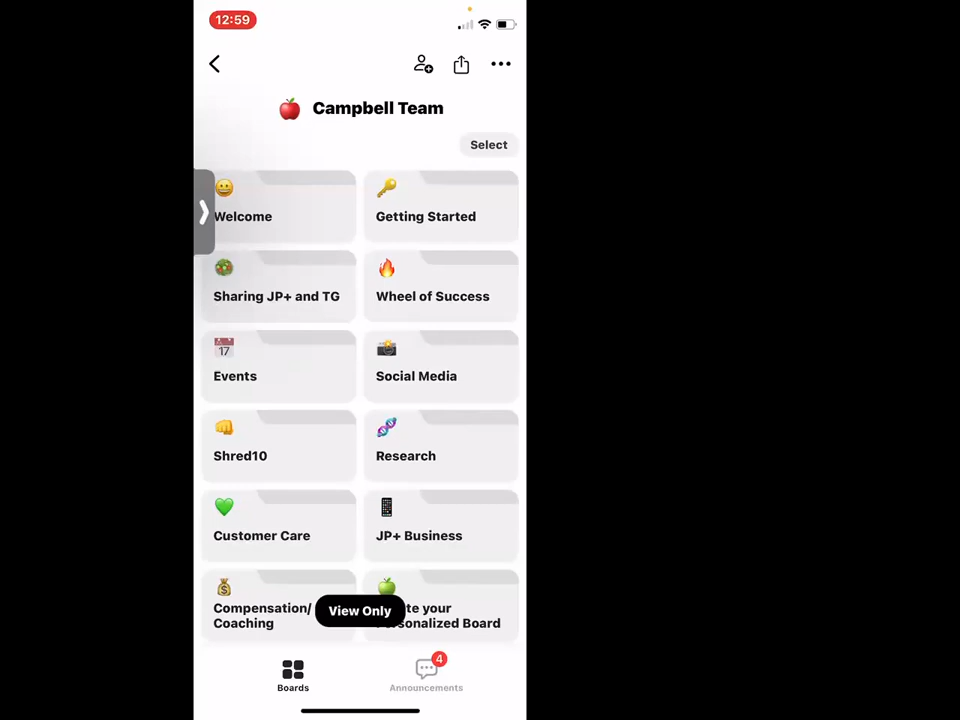 12:59
Campbell Team
Select
Welcome
Getting Started
Sharing JP+ and TG
Wheel of Success
17
Events
Social Media
Shred10
Research
Customer Care
JP+ Business
Compensation/
Coaching
View Only
te your
sonalized Board
4
Boards
Announcements